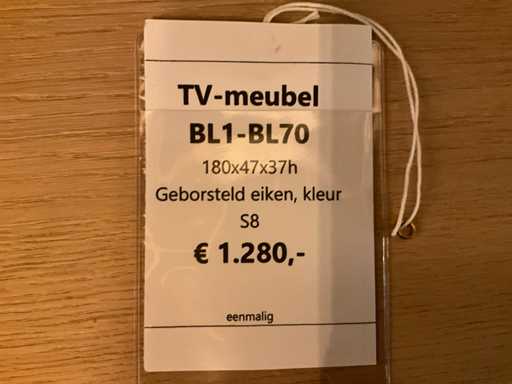 TV-meubel
BL1-BL70
180x47x37h
Geborsteld eiken, kleur
S8
€ 1.280,-
eenmalig